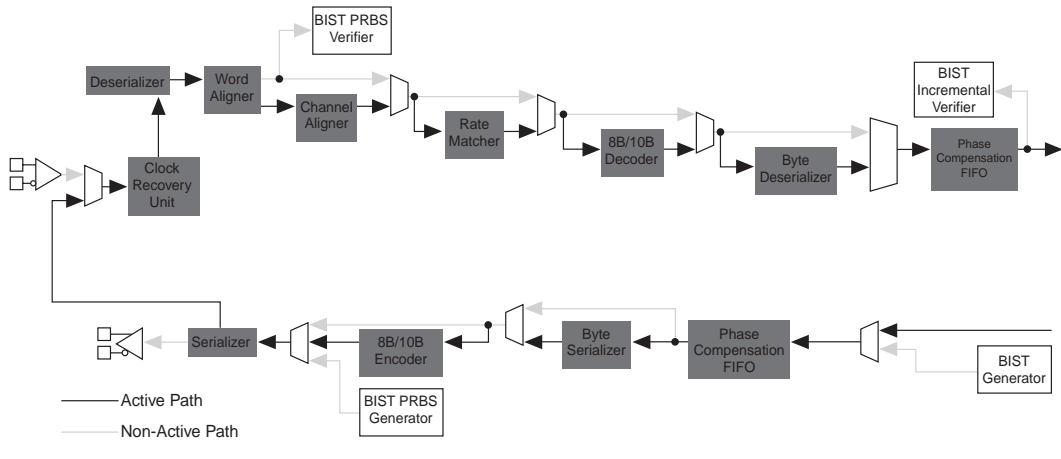 BIST PRBS
Verifier
Deserializer
Word
Aligner
Channel
Aligner
Rate
Matcher
8B/10B
Decoder
Byte
Deserializer
BIST
Incremental
Verifier
Phase
Compensation
FIFO
Clock
Recovery
Unit
Serializer
8B/10B
Encoder
BIST PRBS
Generator
Byte
Serializer
Phase
Compensation
FIFO
BIST
Generator
Active Path
Non-Active Path